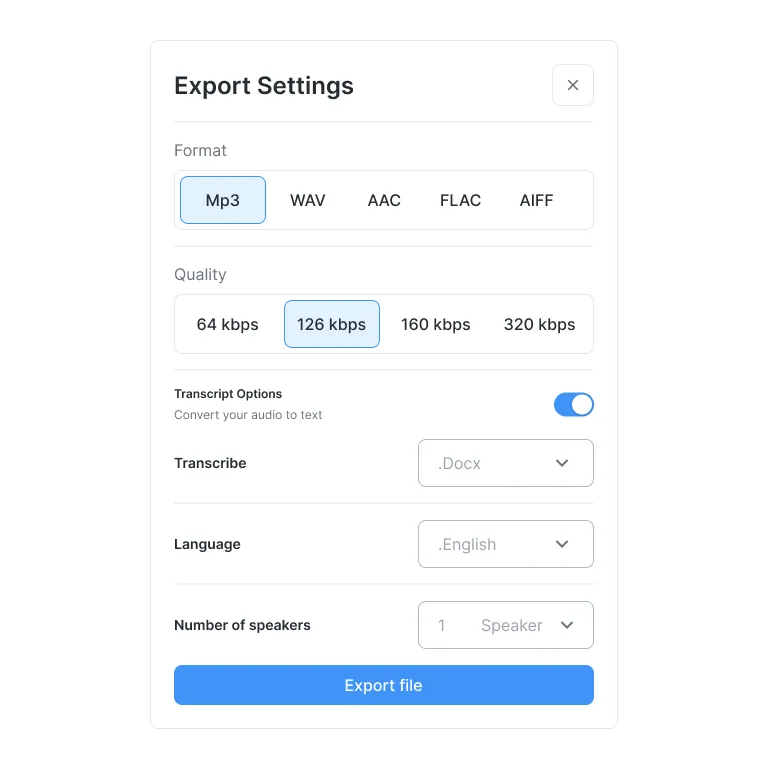 Export Settings
Format
Mp3 WAV AAC FLAC AIFF
Quality
64 kbps 126 kbps 160 kbps 320 kbps
Transcript Options
Convert your audio to text
Transcribe .Docx
Language .English
Number of speakers 1 Speaker
Export file